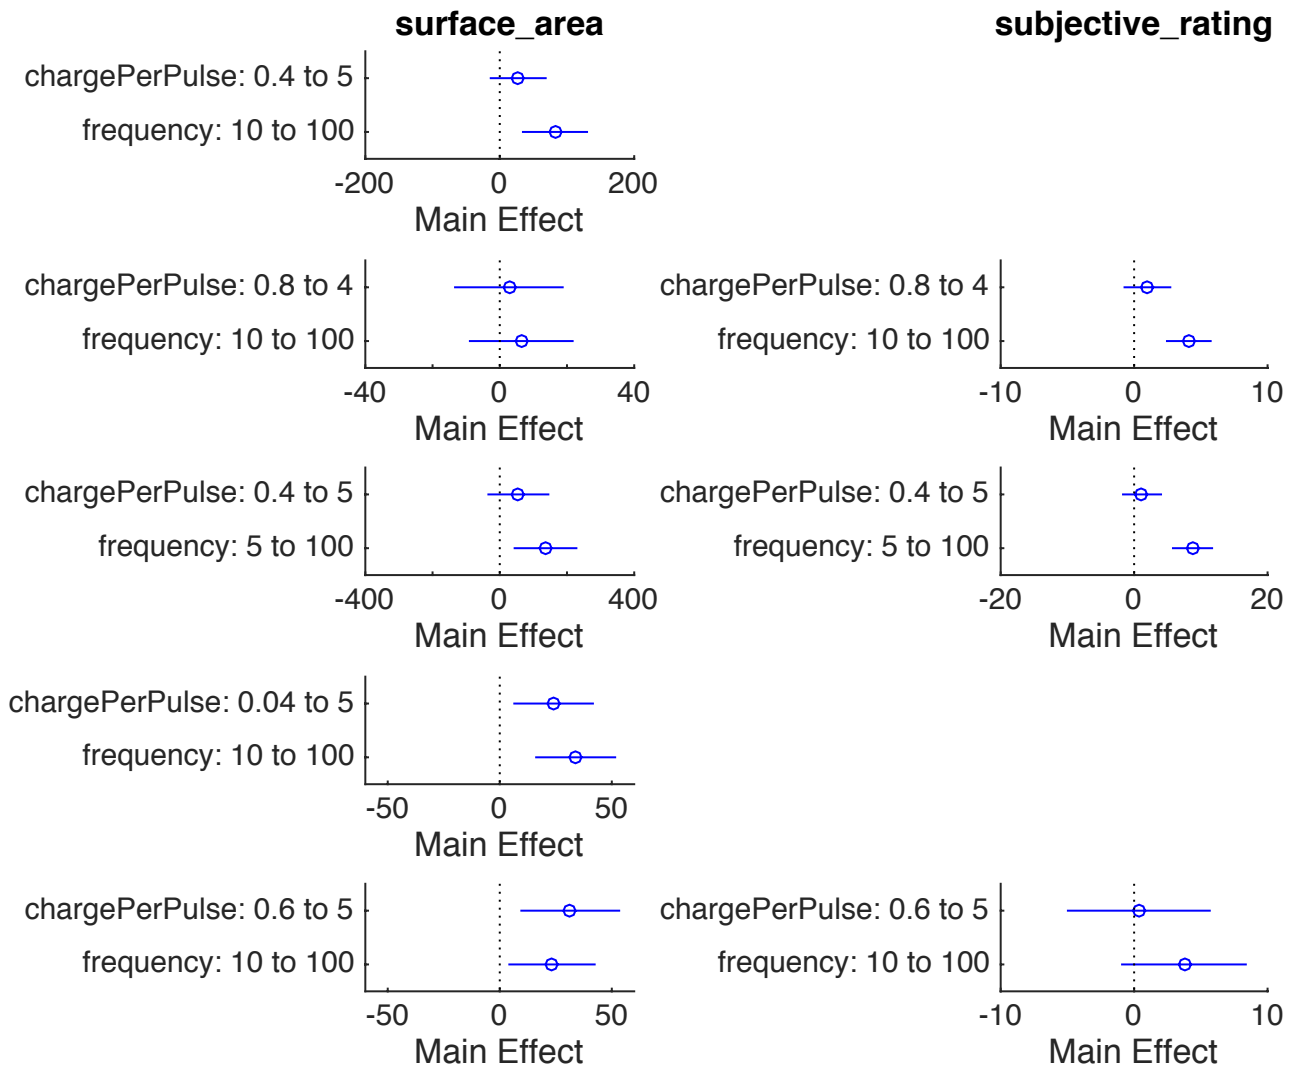 surface_area
subjective_rating
chargePerPulse: 0.4 to 5
frequency: 10 to 100
-200 0 200
Main Effect
chargePerPulse: 0.8 to 4
frequency: 10 to 100
-40 0 40
Main Effect
chargePerPulse: 0.8 to 4
frequency: 10 to 100
-10 0 10
Main Effect
chargePerPulse: 0.4 to 5
frequency: 5 to 100
-400 0 400
Main Effect
chargePerPulse: 0.4 to 5
frequency: 5 to 100
-20 0 20
Main Effect
chargePerPulse: 0.04 to 5
frequency: 10 to 100
-50 0 50
Main Effect
chargePerPulse: 0.6 to 5
frequency: 10 to 100
-50 0 50
Main Effect
chargePerPulse: 0.6 to 5
frequency: 10 to 100
-10 0 10
Main Effect